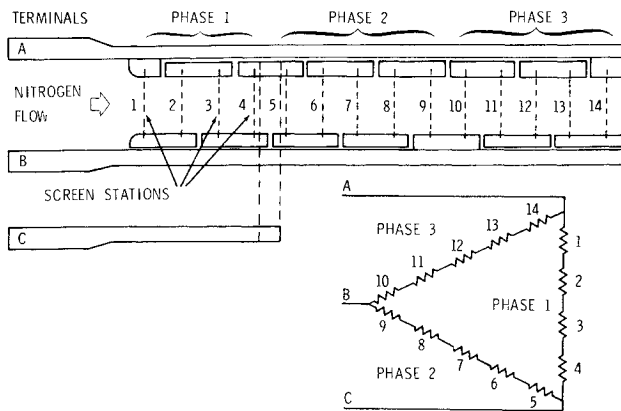 TERMINALS PHASE 1 PHASE 2 PHASE 3
A
NITROGEN
FLOW
1 2 3 4 5 6 7 8 9 10 11 12 13 14
B
SCREEN STATIONS
C
A
PHASE 3
14
13
12
11
10
1
2
3
4
PHASE 1
B
9
8
7
6
5
PHASE 2
C